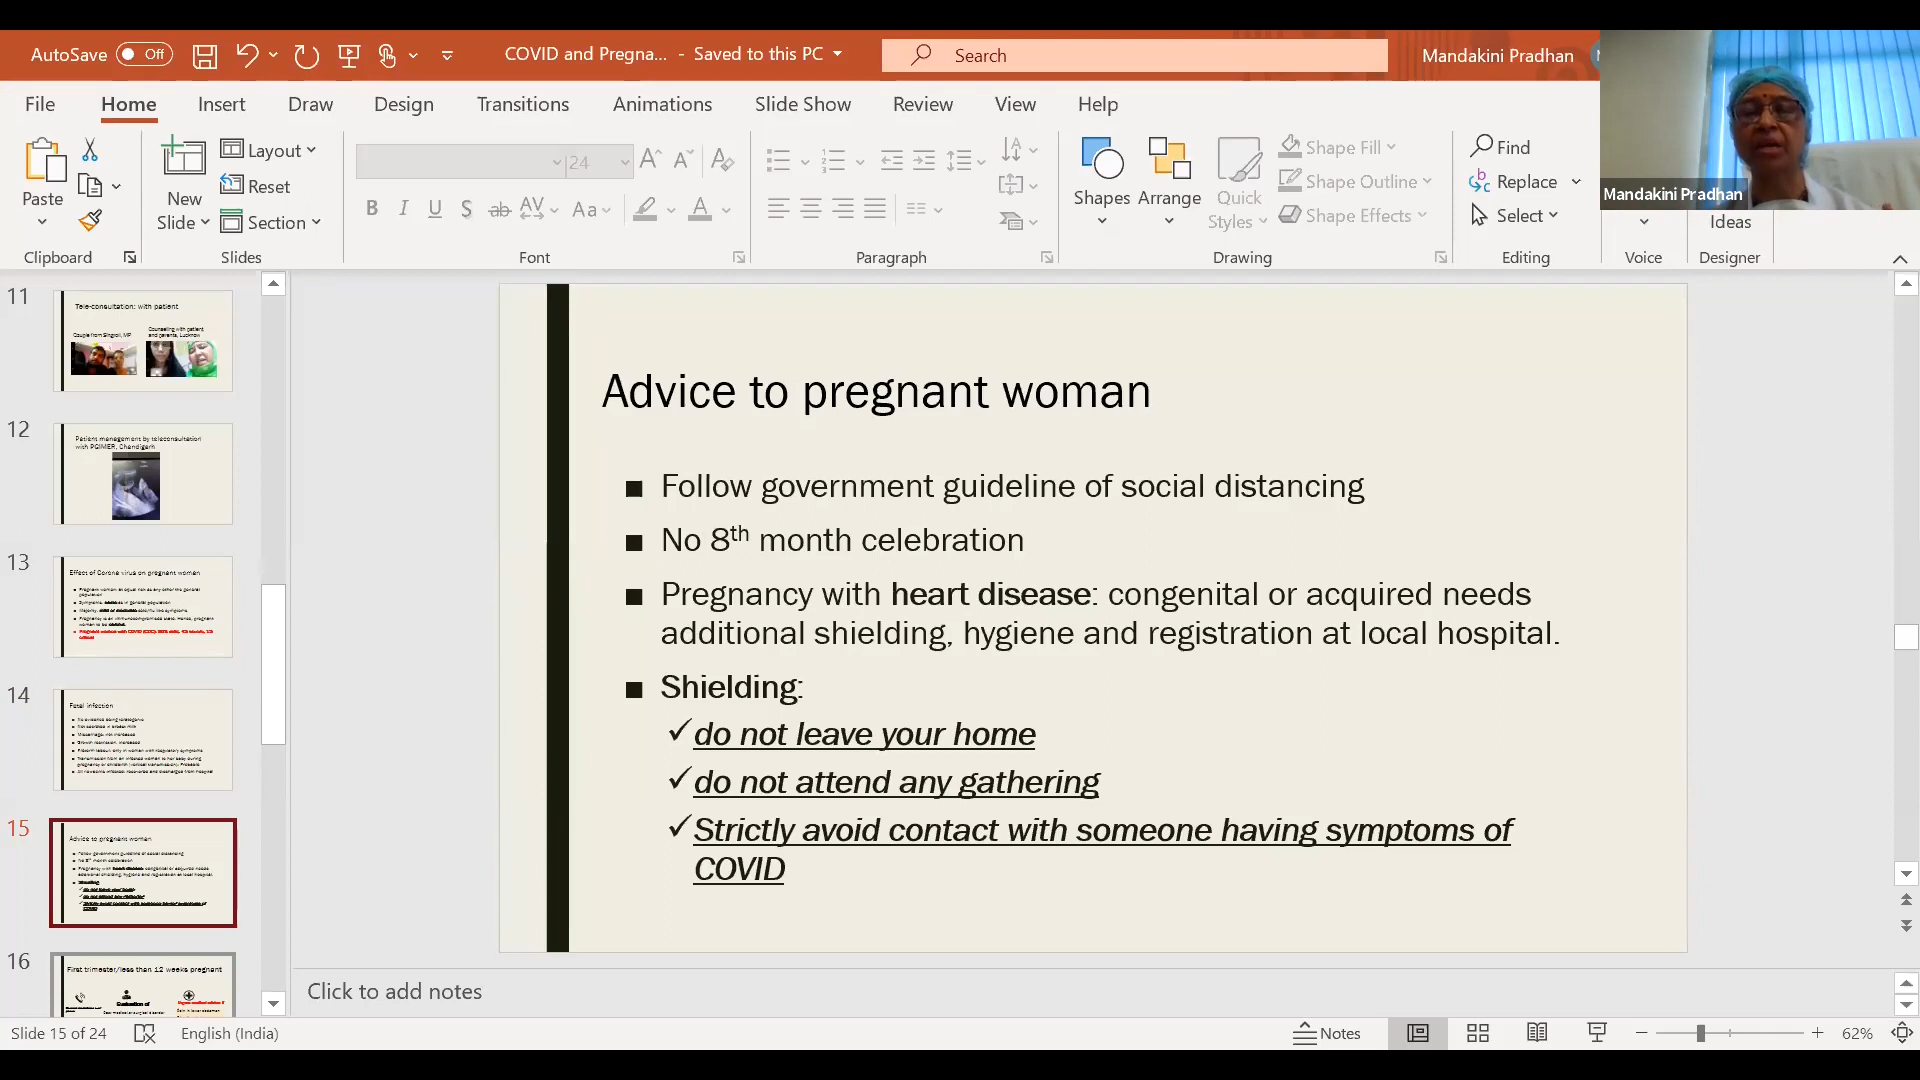 AutoSave Off
COVID and Pregna... - Saved to this PC
Search
Mandakini Pradhan
File Home Insert Draw Design Transitions Animations Slide Show Review View Help
Paste
New Slide
Layout
Reset
Section
24
B I U S ab AV Aa A
Shapes
Arrange
Quick Styles
Shape Fill
Shape Outline
Shape Effects
Find
Replace
Select
Ideas
Mandakini Pradhan
Clipboard Slides Font Paragraph Drawing Editing Voice Designer
11
Tele-consultation: with patient
Couple from Singroli, MP
Counseling with patient
and parents, Lucknow
12
Patient management by teleconsultation
with PGIMER, Chandigarh
13
Effect of Corona virus on pregnant woman
14
Fetal infection
15
Advice to pregnant woman
16
First trimester/less than 12 weeks pregnant
Advice to pregnant woman
■ Follow government guideline of social distancing
■ No 8th month celebration
■ Pregnancy with heart disease: congenital or acquired needs
additional shielding, hygiene and registration at local hospital.
■ Shielding:
✓do not leave your home
✓do not attend any gathering
✓Strictly avoid contact with someone having symptoms of
COVID
Click to add notes
Slide 15 of 24
English (India)
Notes
62%